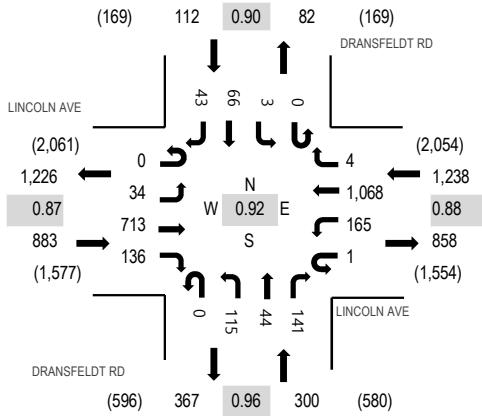 (169) 112 0.90 82 (169)
DRANSFELDT RD
LINCOLN AVE
43 66 3 0
(2,061) (2,054)
0 4
1,226 1,238
34 N 1,068
0.87 W 0.92 E 0.88
713 S 165
883 858
136 1
(1,577) (1,554)
0 115 44 141
LINCOLN AVE
DRANSFELDT RD
(596) 367 0.96 300 (580)